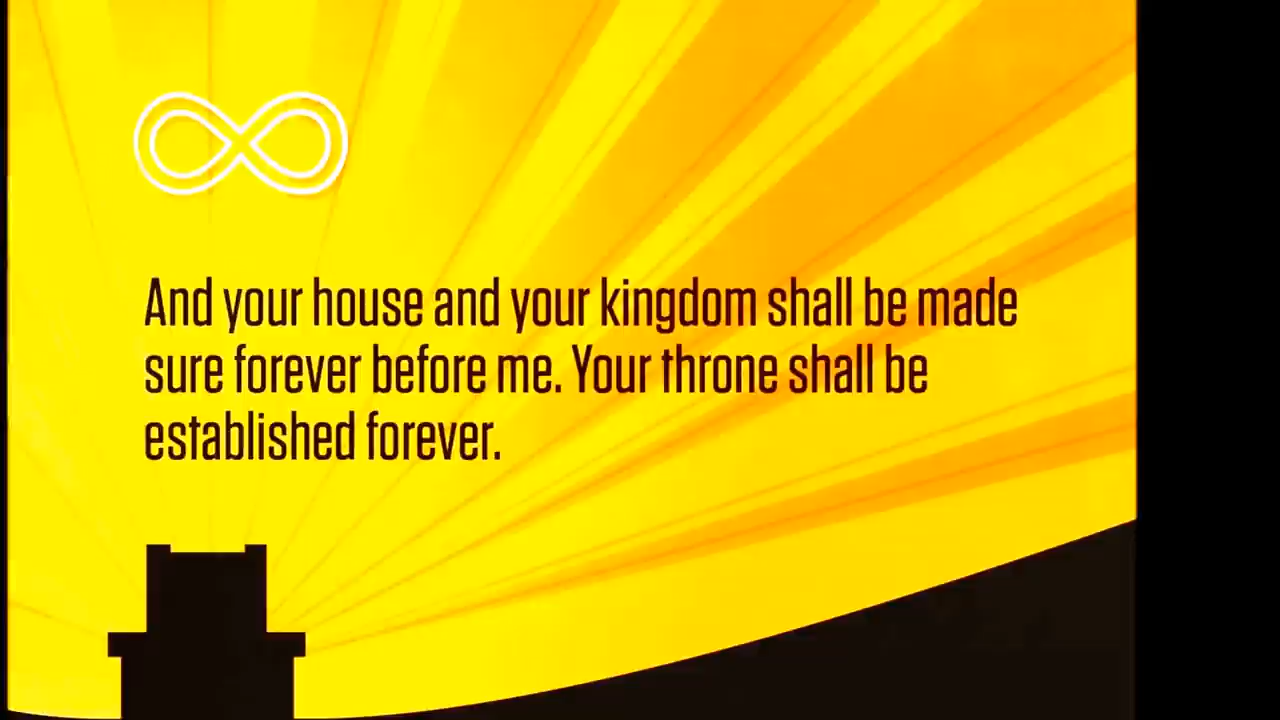 And your house and your kingdom shall be made
sure forever before me. Your throne shall be
established forever.